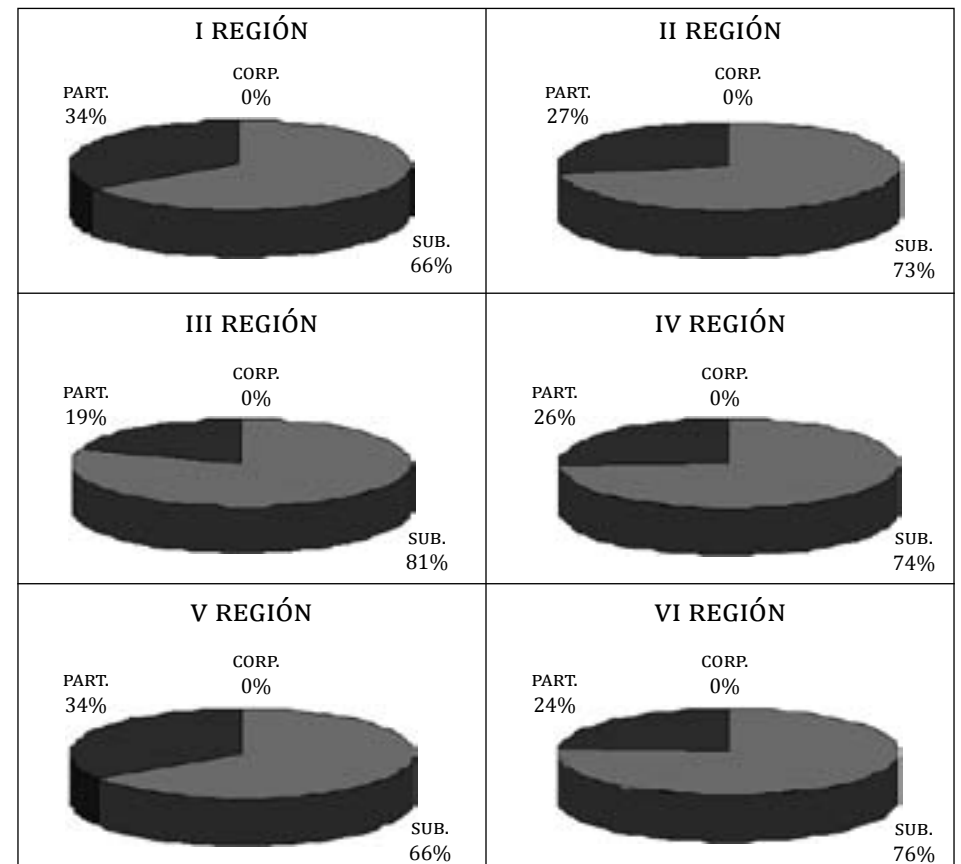 I REGIÓN
CORP.
0%
PART.
34%
SUB.
66%
II REGIÓN
CORP.
0%
PART.
27%
SUB.
73%
III REGIÓN
CORP.
0%
PART.
19%
SUB.
81%
IV REGIÓN
CORP.
0%
PART.
26%
SUB.
74%
V REGIÓN
CORP.
0%
PART.
34%
SUB.
66%
VI REGIÓN
CORP.
0%
PART.
24%
SUB.
76%